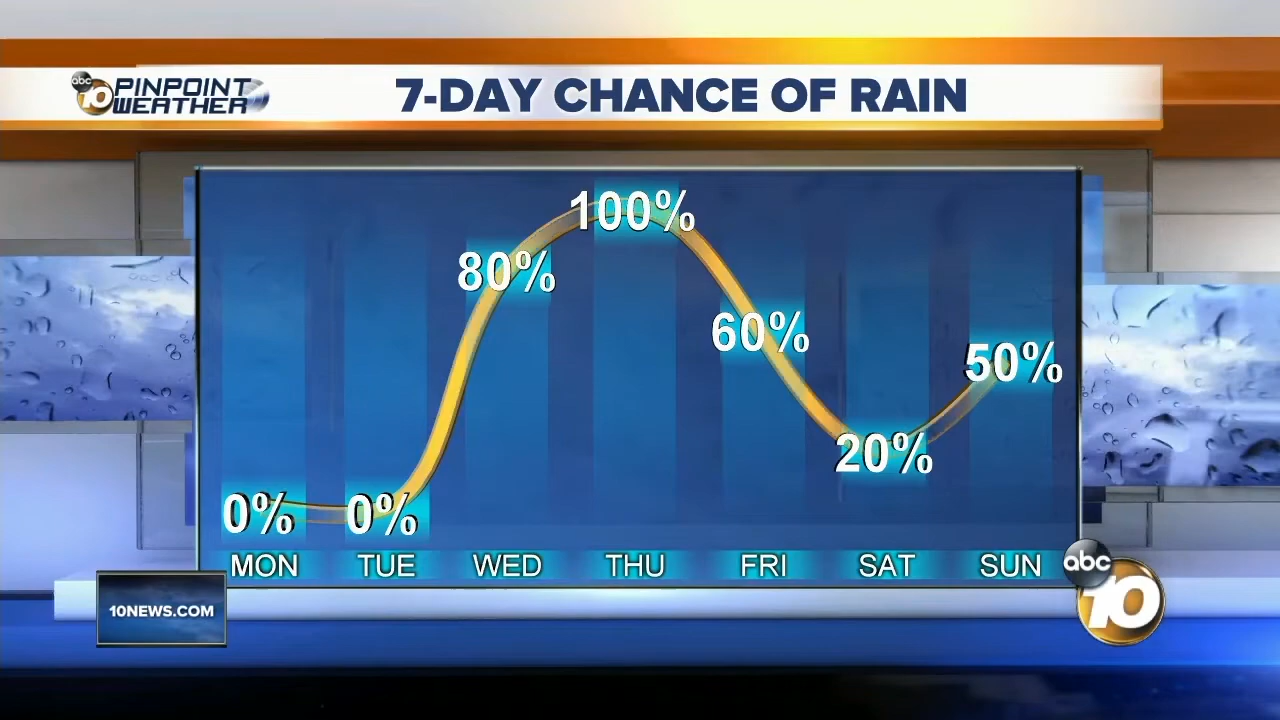 abc
10
PINPOINT
WEATHER
7-DAY CHANCE OF RAIN
100%
80%
60%
50%
20%
0% 0%
MON TUE WED THU FRI SAT SUN
abc
10
10NEWS.COM